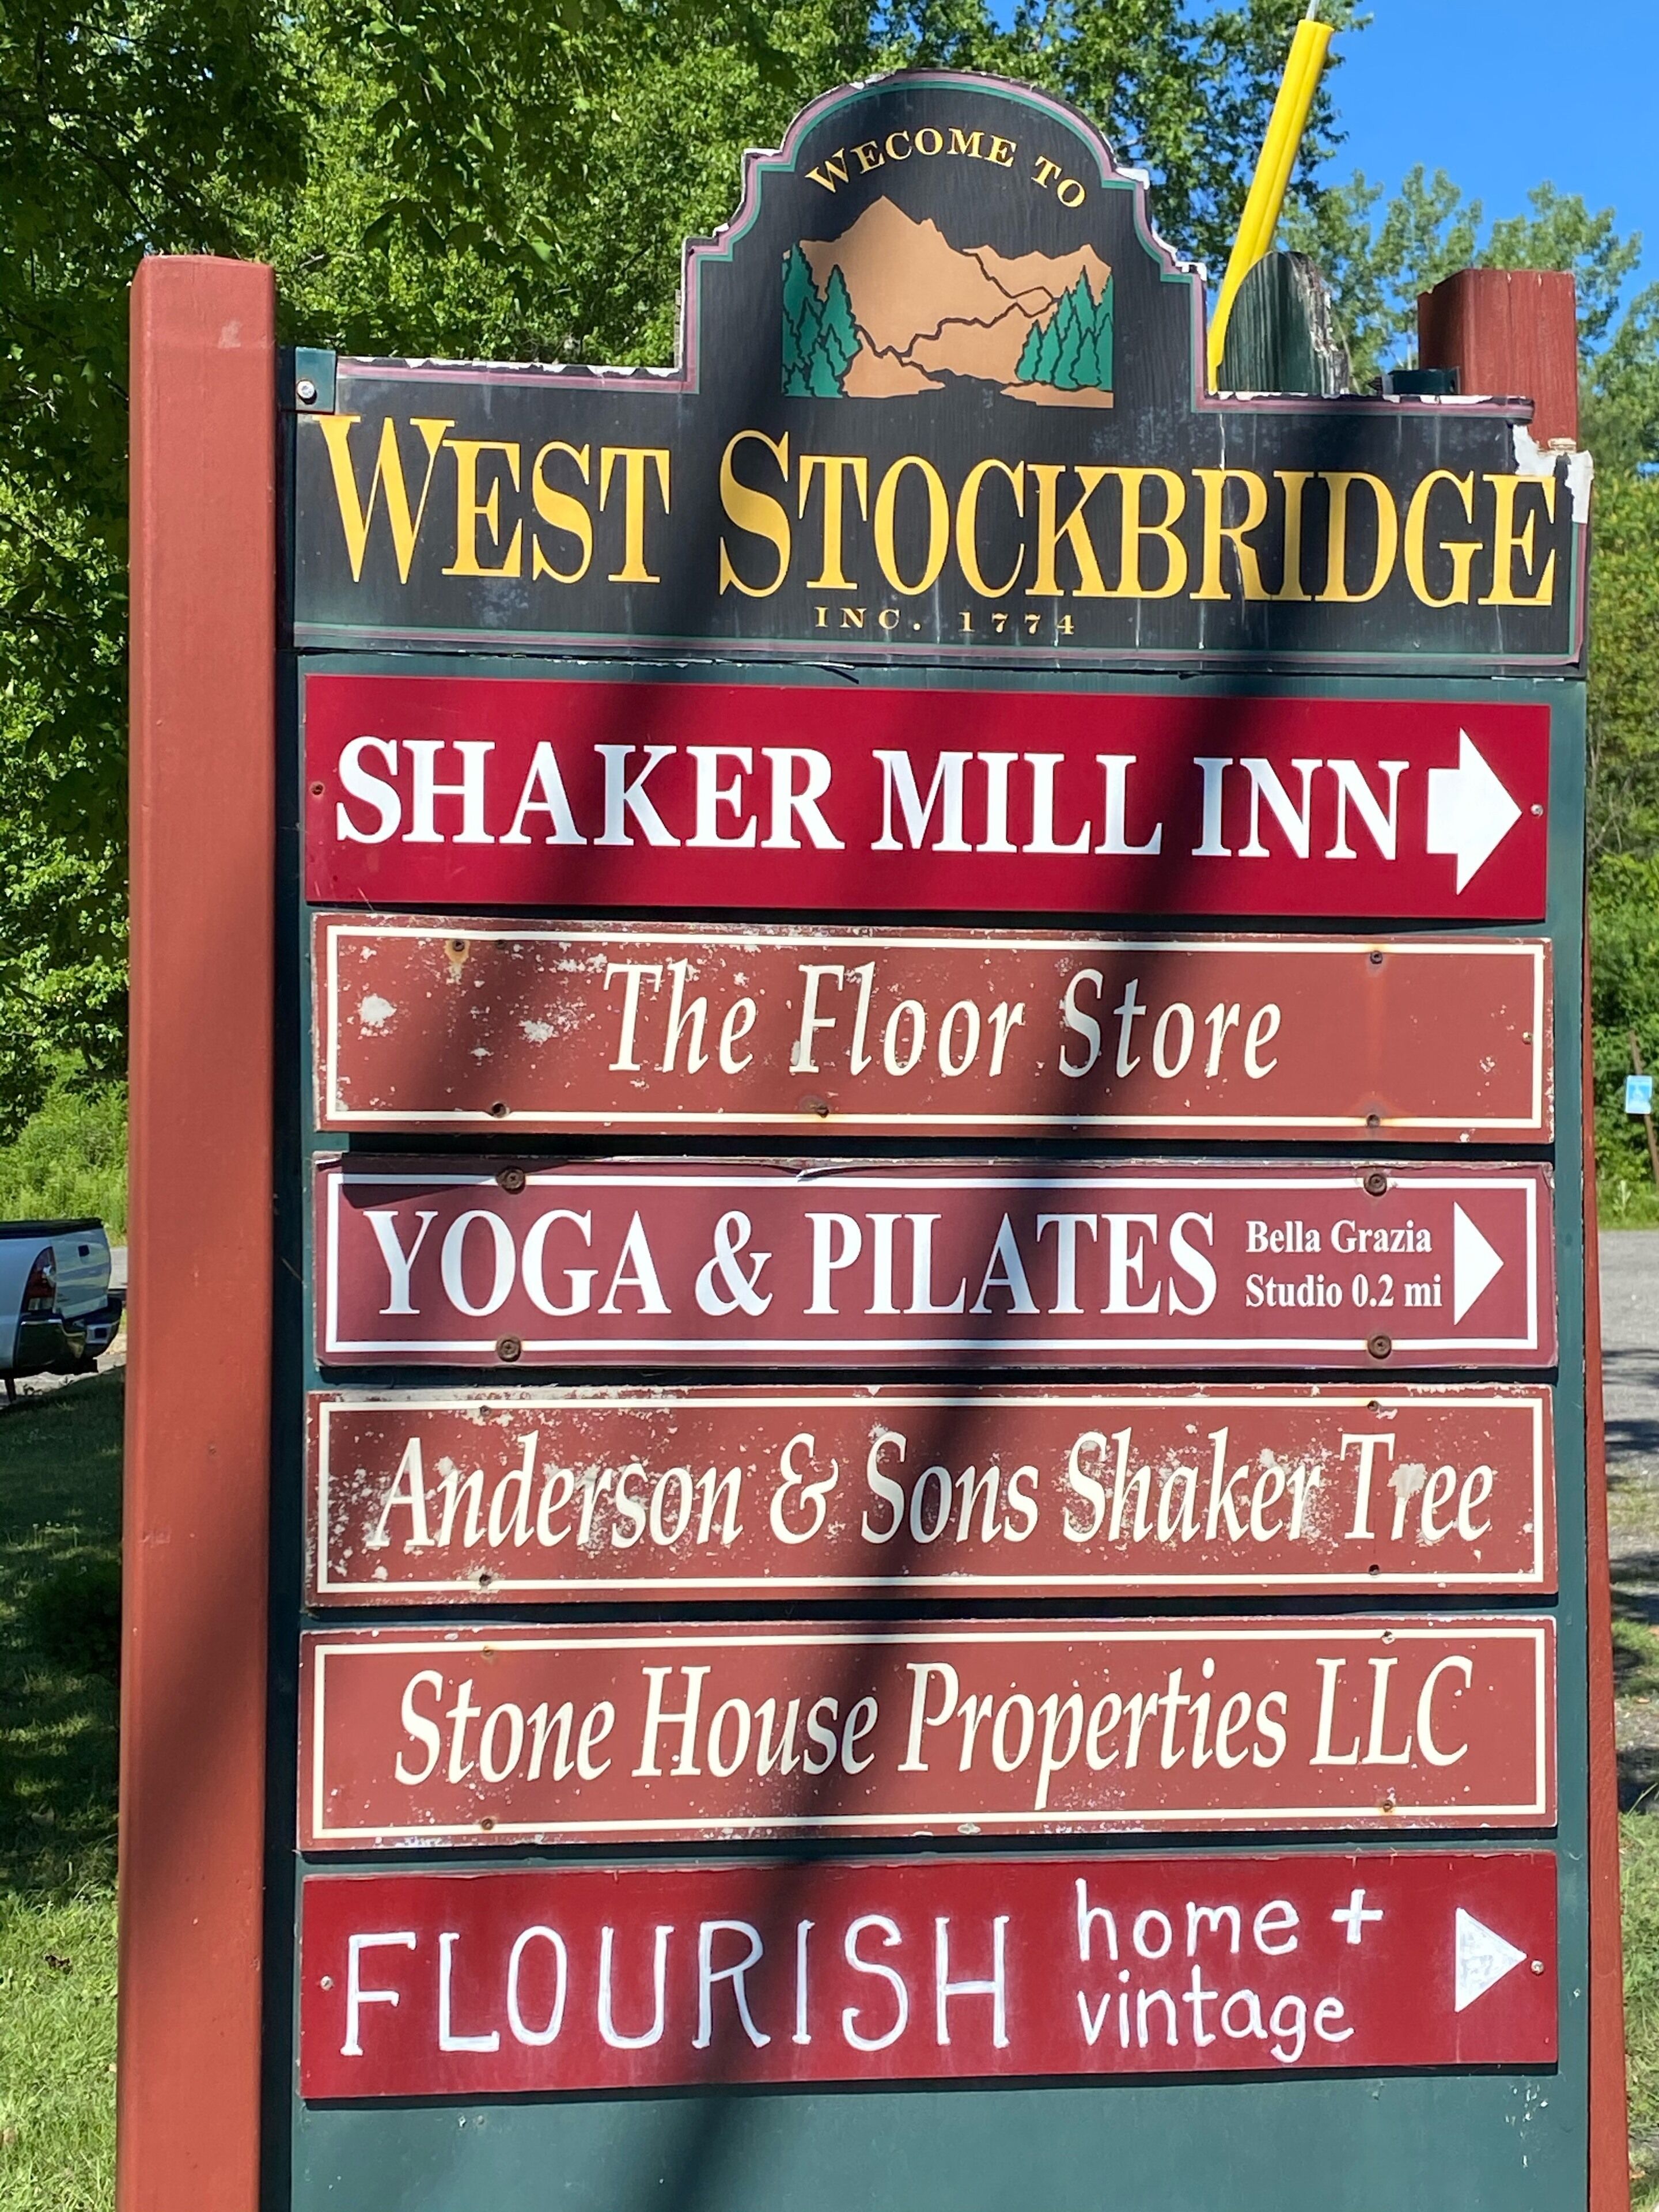 WECOME TO
WEST STOCKBRIDGE
INC. 1774
SHAKER MILL INN
The Floor Store
YOGA & PILATES
Bella Grazia
Studio 0.2 mi
Anderson & Sons Shaker Tree
Stone House Properties LLC
FLOURISH
home +
vintage